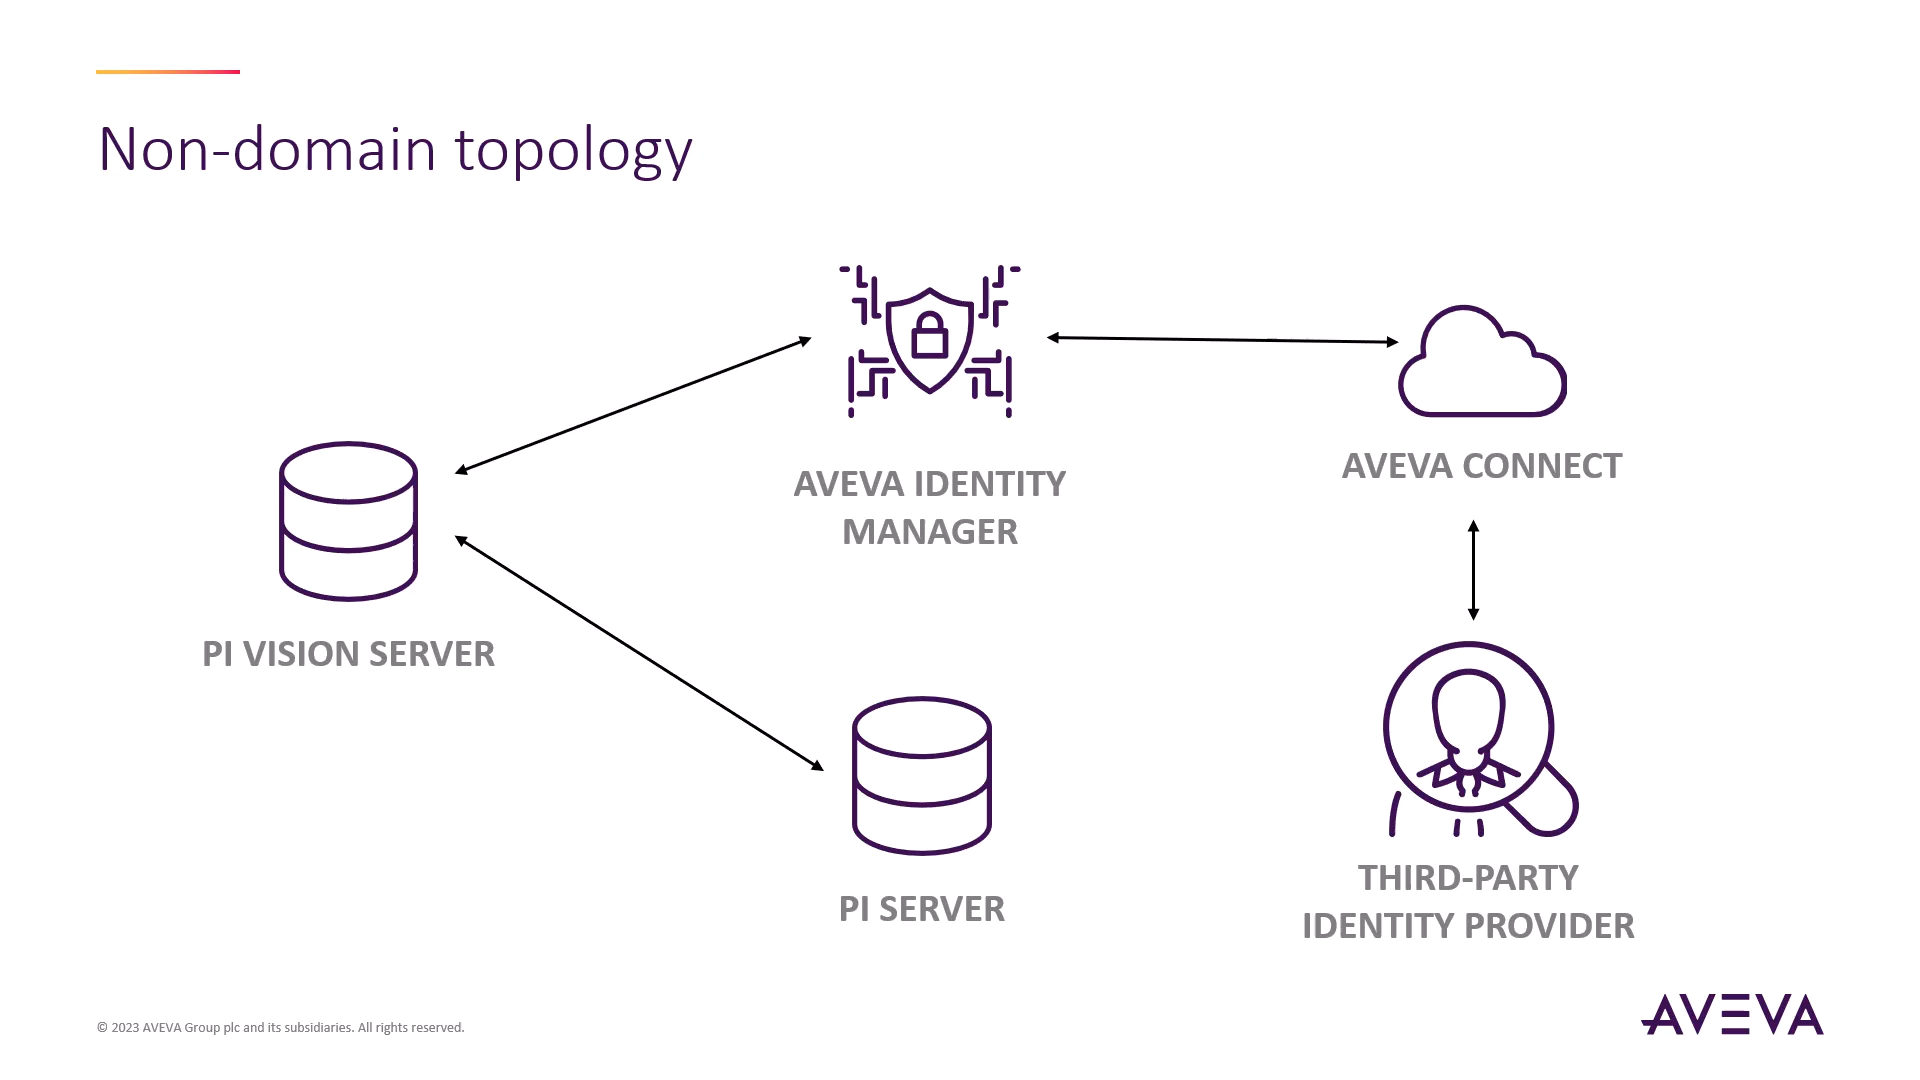 Non-domain topology
AVEVA IDENTITY
MANAGER
AVEVA CONNECT
PI VISION SERVER
PI SERVER
THIRD-PARTY
IDENTITY PROVIDER
© 2023 AVEVA Group plc and its subsidiaries. All rights reserved.
AVEVA